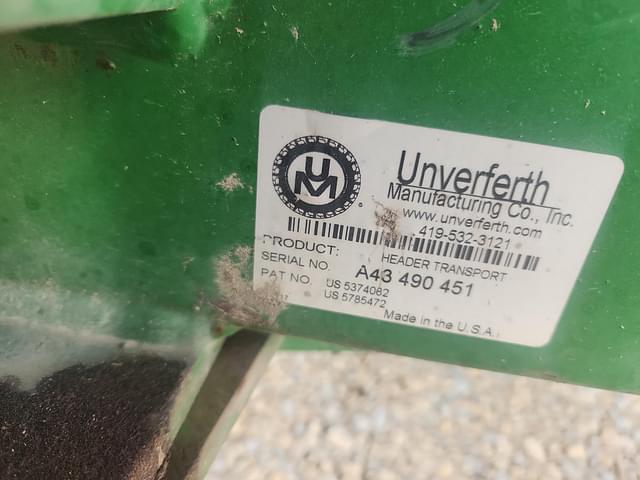 UM
Unverferth
Manufacturing Co., Inc.
www.unverferth.com
419-532-3121
PRODUCT: HEADER TRANSPORT
SERIAL NO. A43 490 451
PAT NO. US 5374082
US 5785472
Made in the U.S.A.